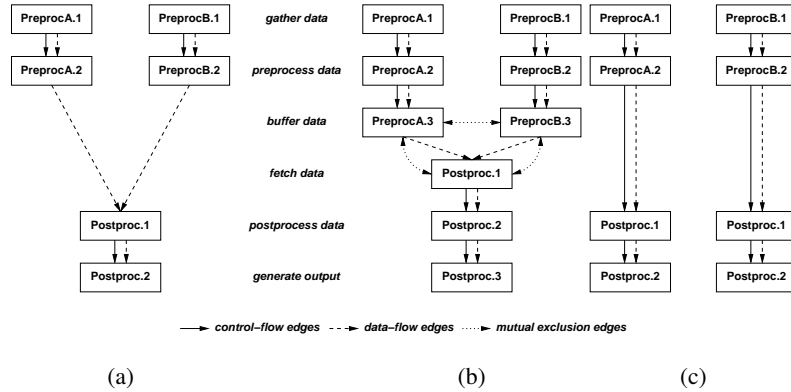 PreprocA.1 PreprocB.1 gather data PreprocA.1 PreprocB.1 PreprocA.1 PreprocB.1
PreprocA.2 PreprocB.2 preprocess data PreprocA.2 PreprocB.2 PreprocA.2 PreprocB.2
buffer data PreprocA.3 PreprocB.3
fetch data Postproc.1
Postproc.1 postprocess data Postproc.2 Postproc.1 Postproc.1
Postproc.2 generate output Postproc.3 Postproc.2 Postproc.2
control−flow edges data−flow edges mutual exclusion edges
(a) (b) (c)